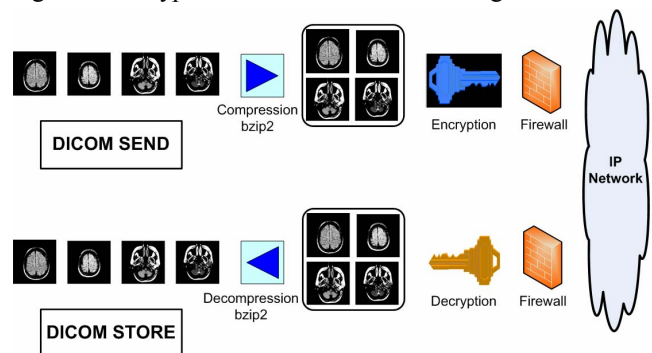 Compression
bzip2
Encryption
Firewall
DICOM SEND
IP
Network
Decompression
bzip2
Decryption
Firewall
DICOM STORE